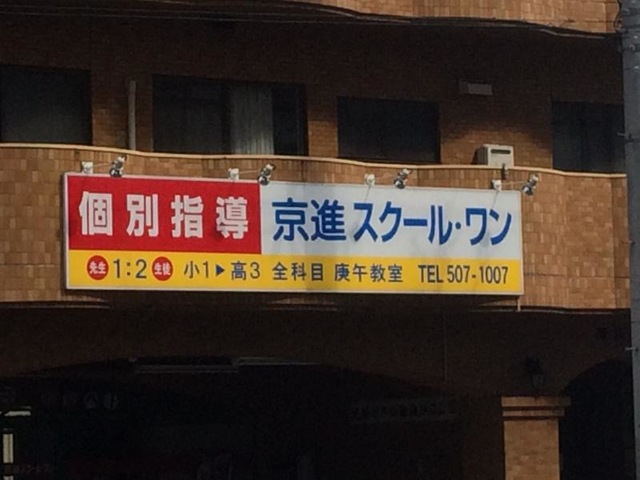 個別指導 京進スクール・ワン
先生1:2生徒 小1▶高3 全科目 庚午教室 TEL 507-1007